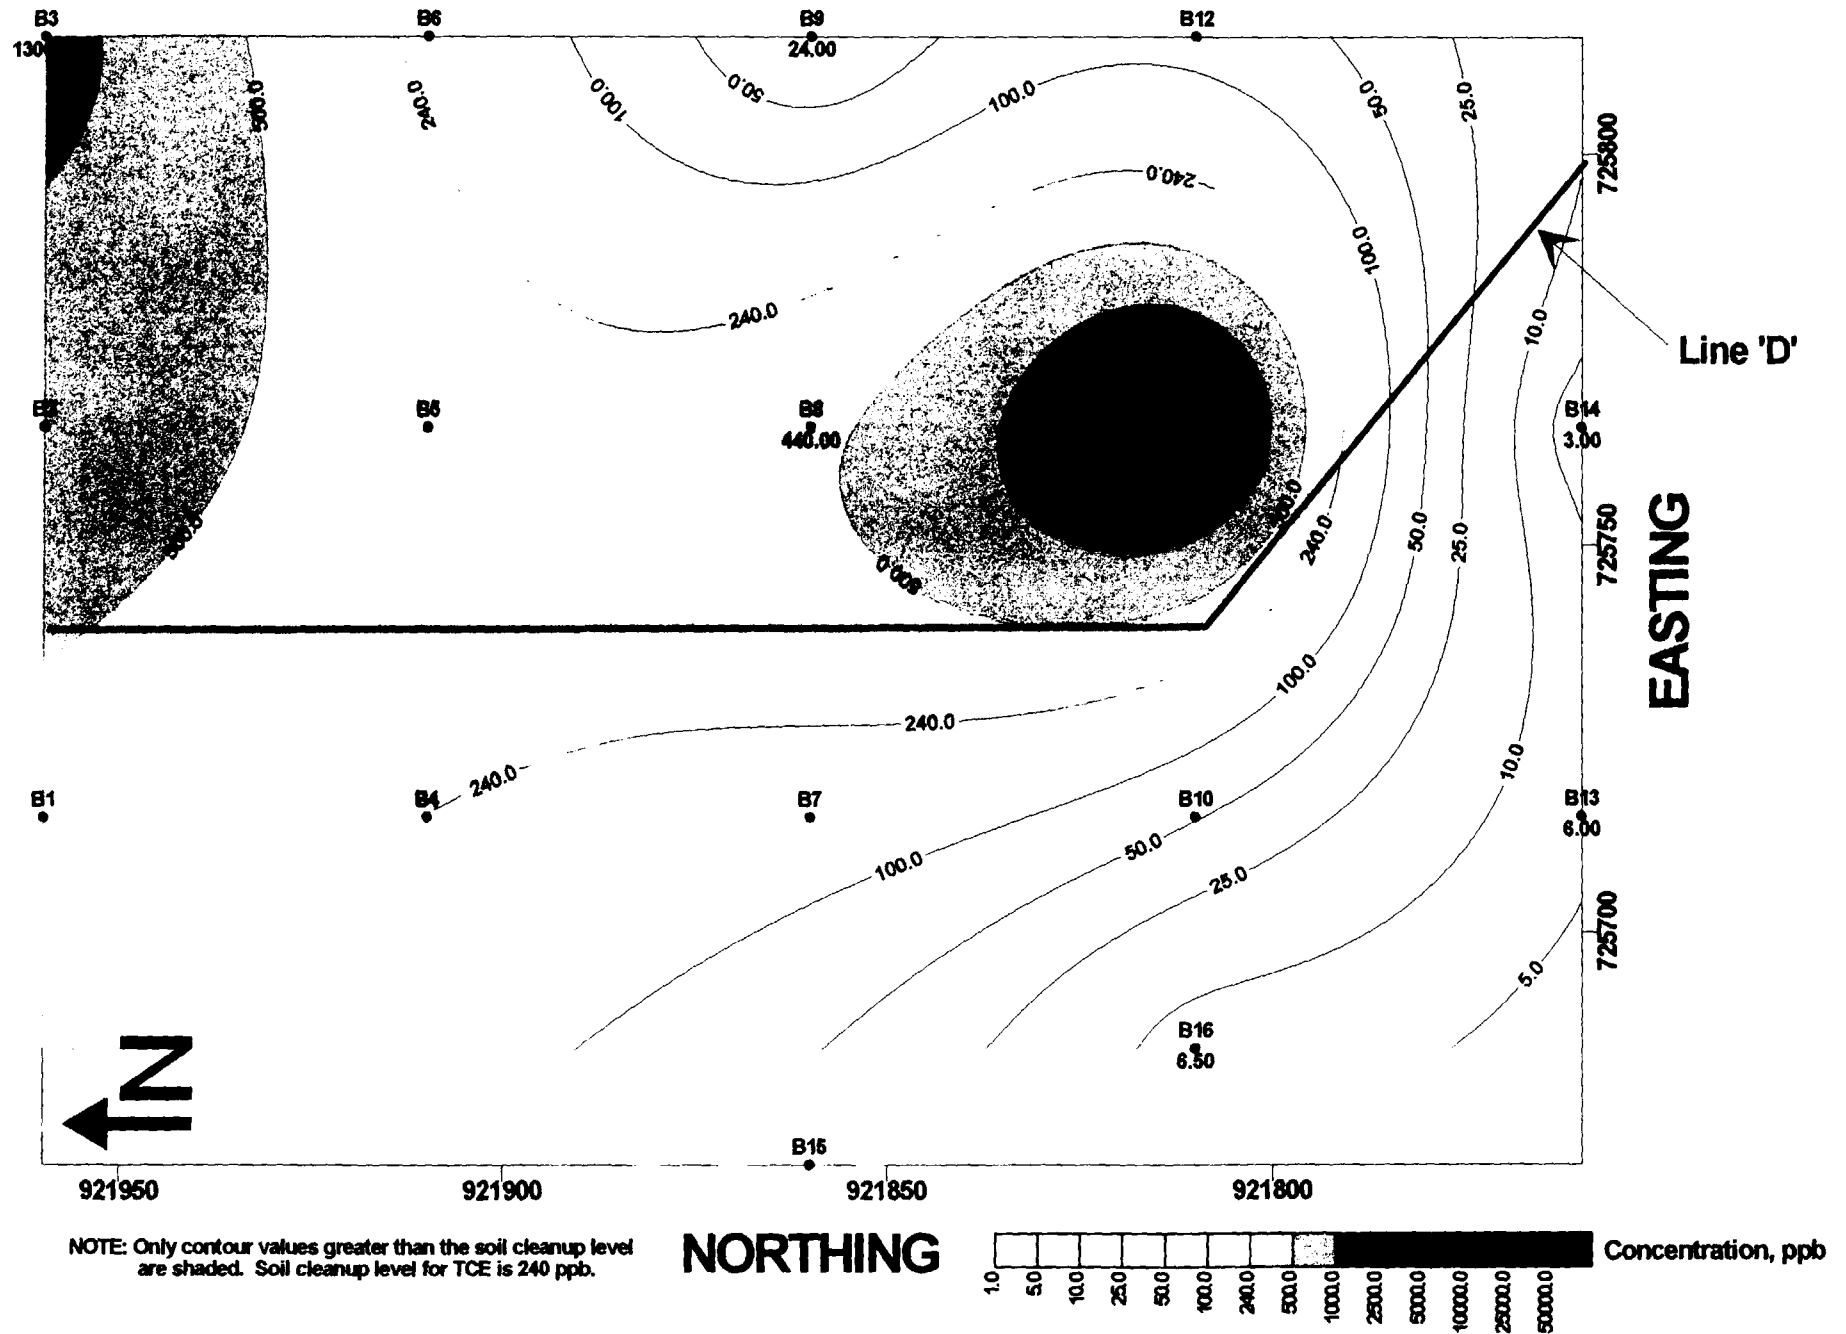 B3
B6
B9
B12
130
24.00
500.0
240.0
100.0
50.0
100.0
50.0
25.0
725800
240.0
100.0
240.0
10.0
Line 'D'
B5
B8
440.00
B14
3.00
500.0
240.0
50.0
25.0
725750
500.0
EASTING
100.0
240.0
240.0
10.0
B1
B4
B7
B10
B13
6.00
50.0
100.0
25.0
725700
5.0
B16
6.50
N
B15
921950
921900
921850
921800
NOTE: Only contour values greater than the soil cleanup level
are shaded. Soil cleanup level for TCE is 240 ppb.
NORTHING
Concentration, ppb
1.0
5.0
10.0
25.0
50.0
100.0
240.0
500.0
1000.0
2500.0
5000.0
10000.0
25000.0
50000.0